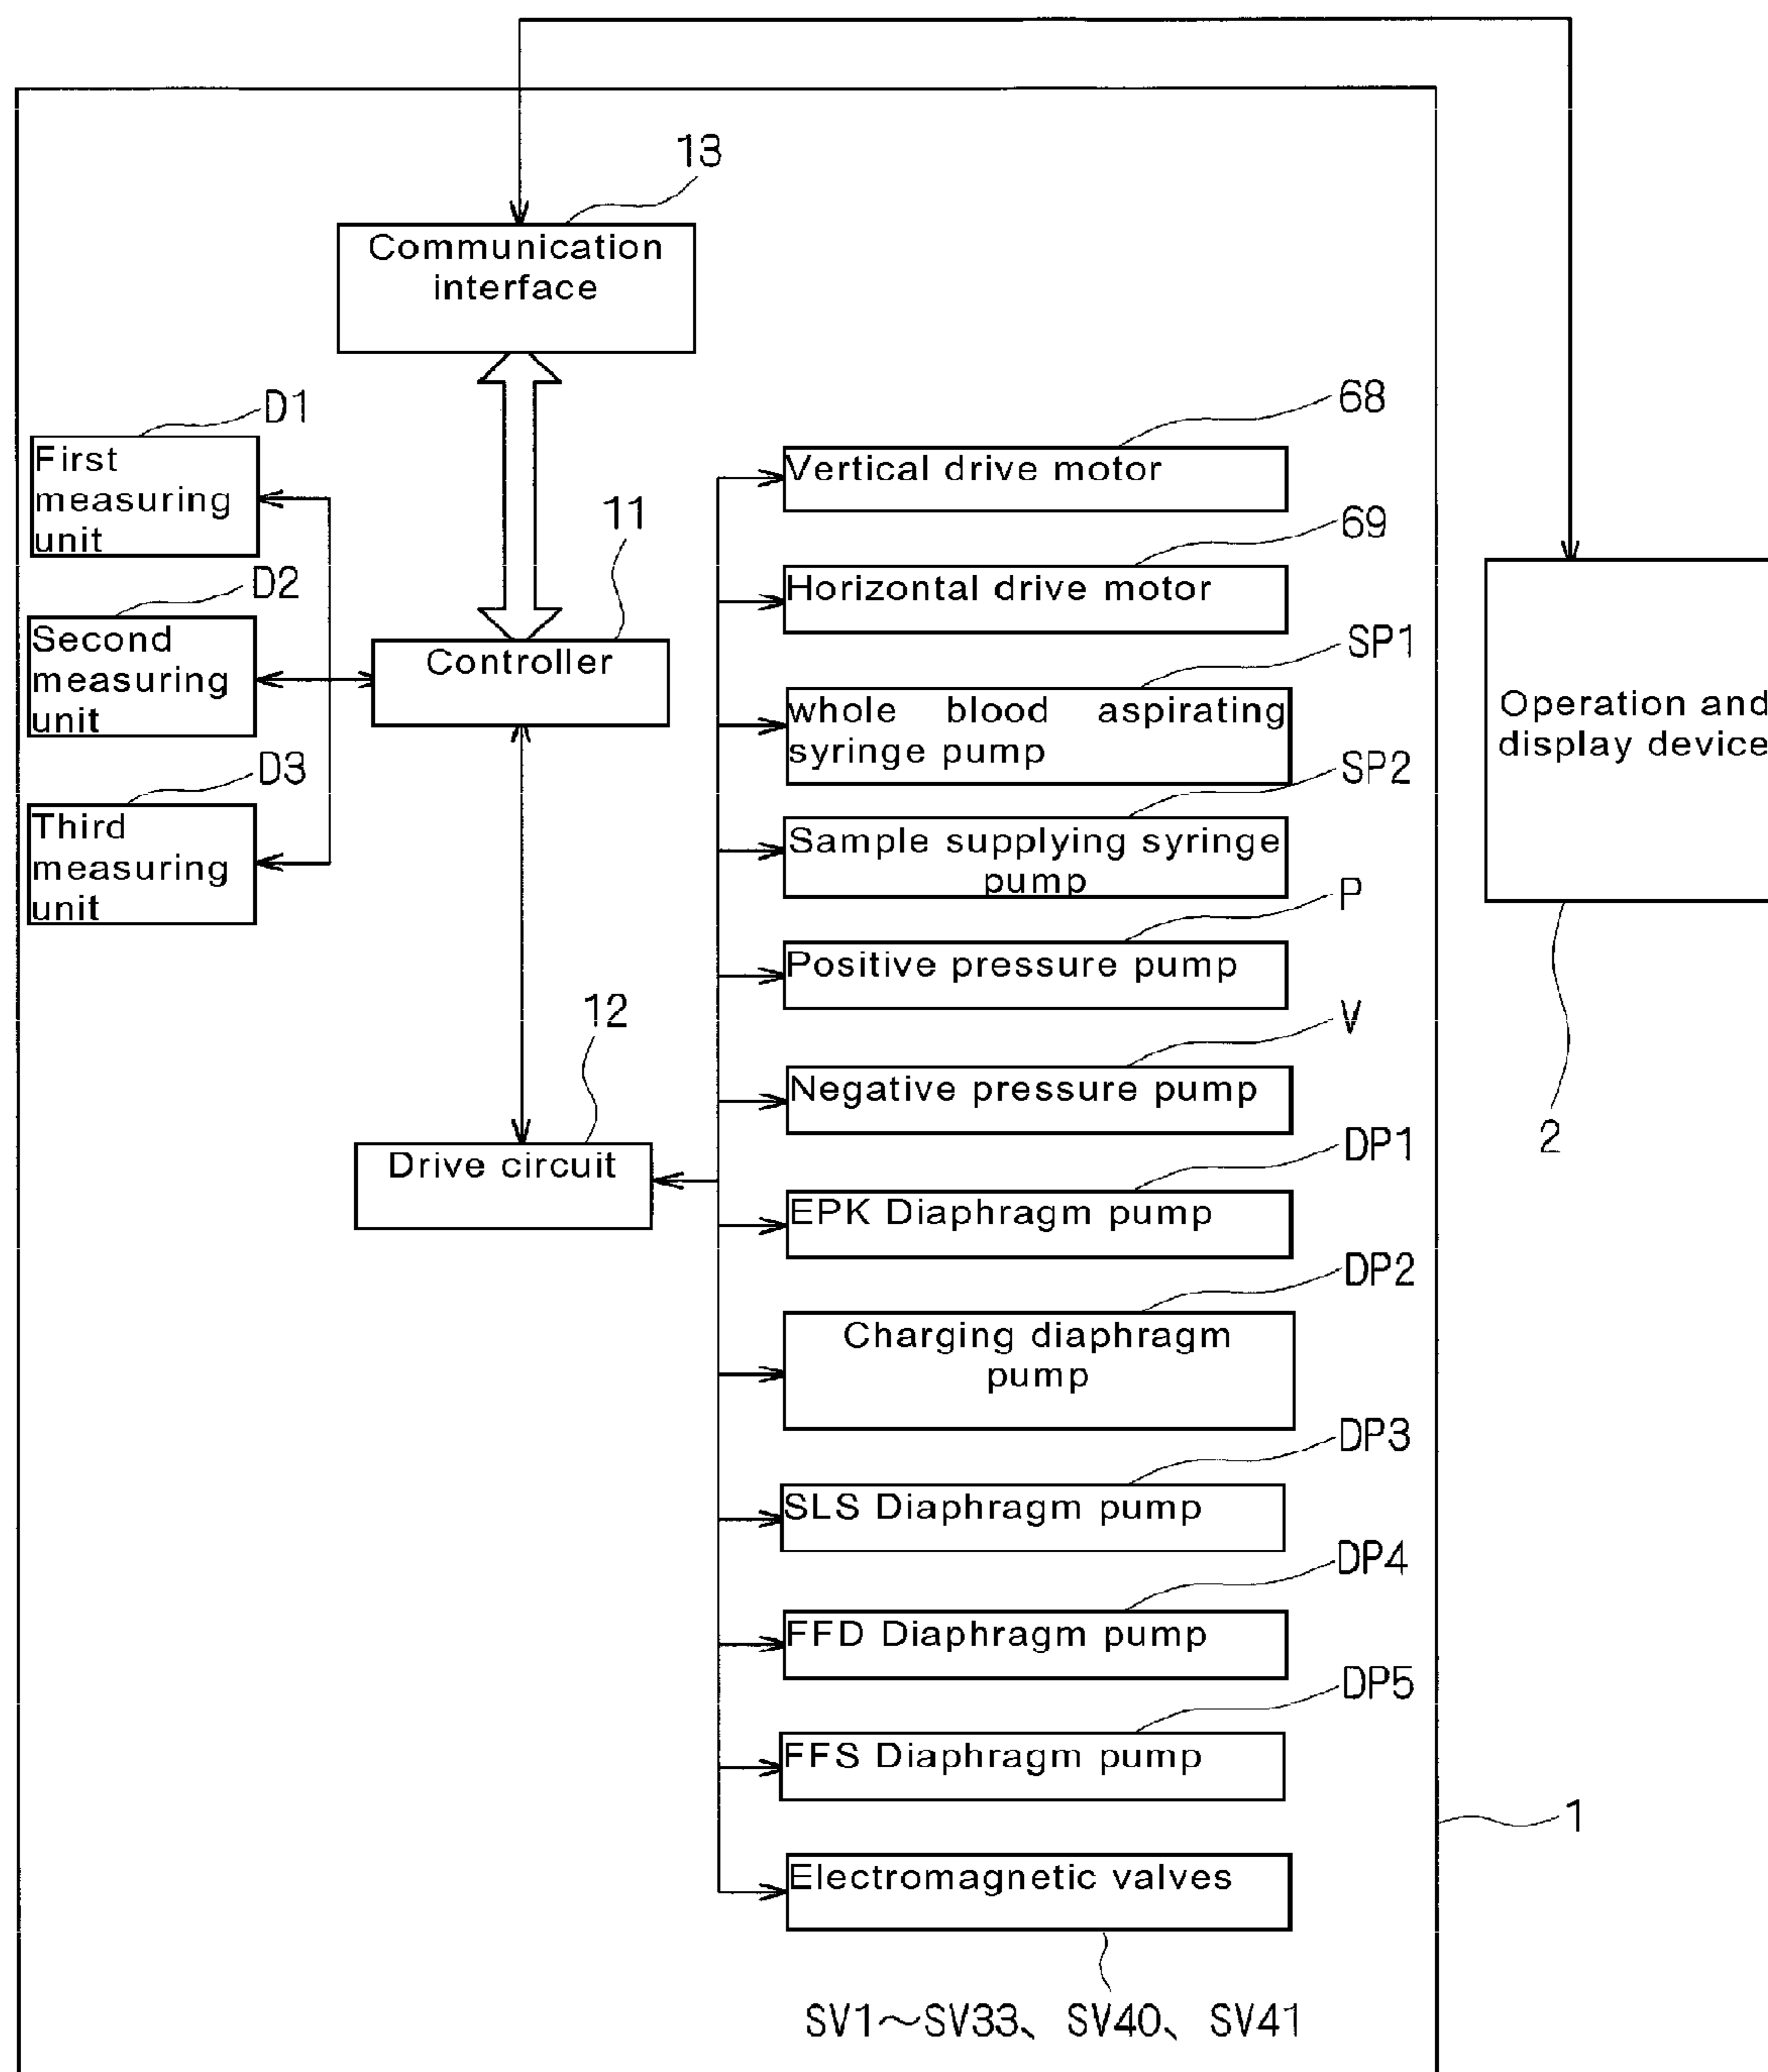 13
Communication
interface
D1
First
measuring
unit
D2
Second
measuring
unit
D3
Third
measuring
unit
11
Controller
12
Drive circuit
68
Vertical drive motor
69
Horizontal drive motor
SP1
whole blood aspirating
syringe pump
SP2
Sample supplying syringe
pump
P
Positive pressure pump
V
Negative pressure pump
DP1
EPK Diaphragm pump
DP2
Charging diaphragm
pump
DP3
SLS Diaphragm pump
DP4
FFD Diaphragm pump
DP5
FFS Diaphragm pump
Electromagnetic valves
SV1～SV33、SV40、SV41
Operation and
display device
2
1